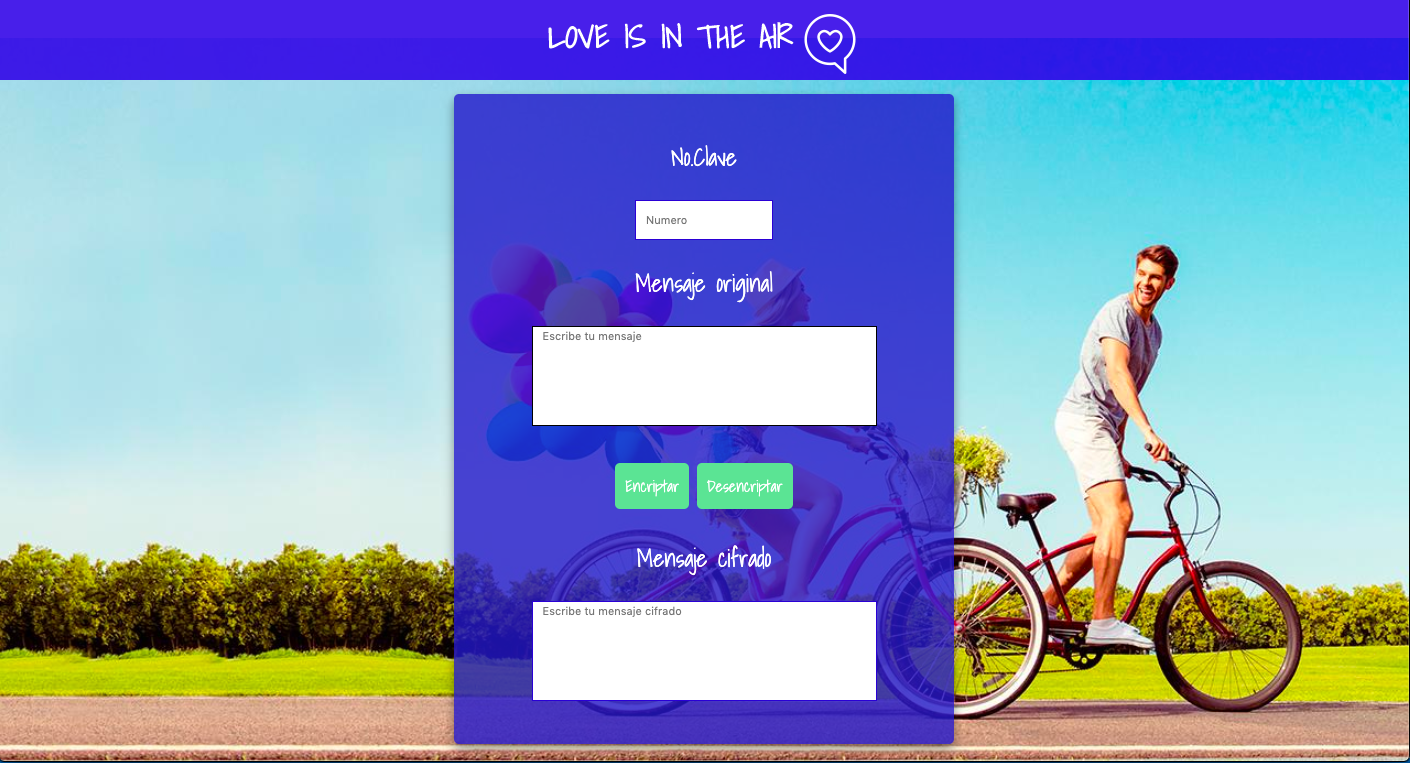 LOVE IS IN THE AIR
No.Clave
Numero
Mensaje original
Escribe tu mensaje
Encriptar Desencriptar
Mensaje cifrado
Escribe tu mensaje cifrado